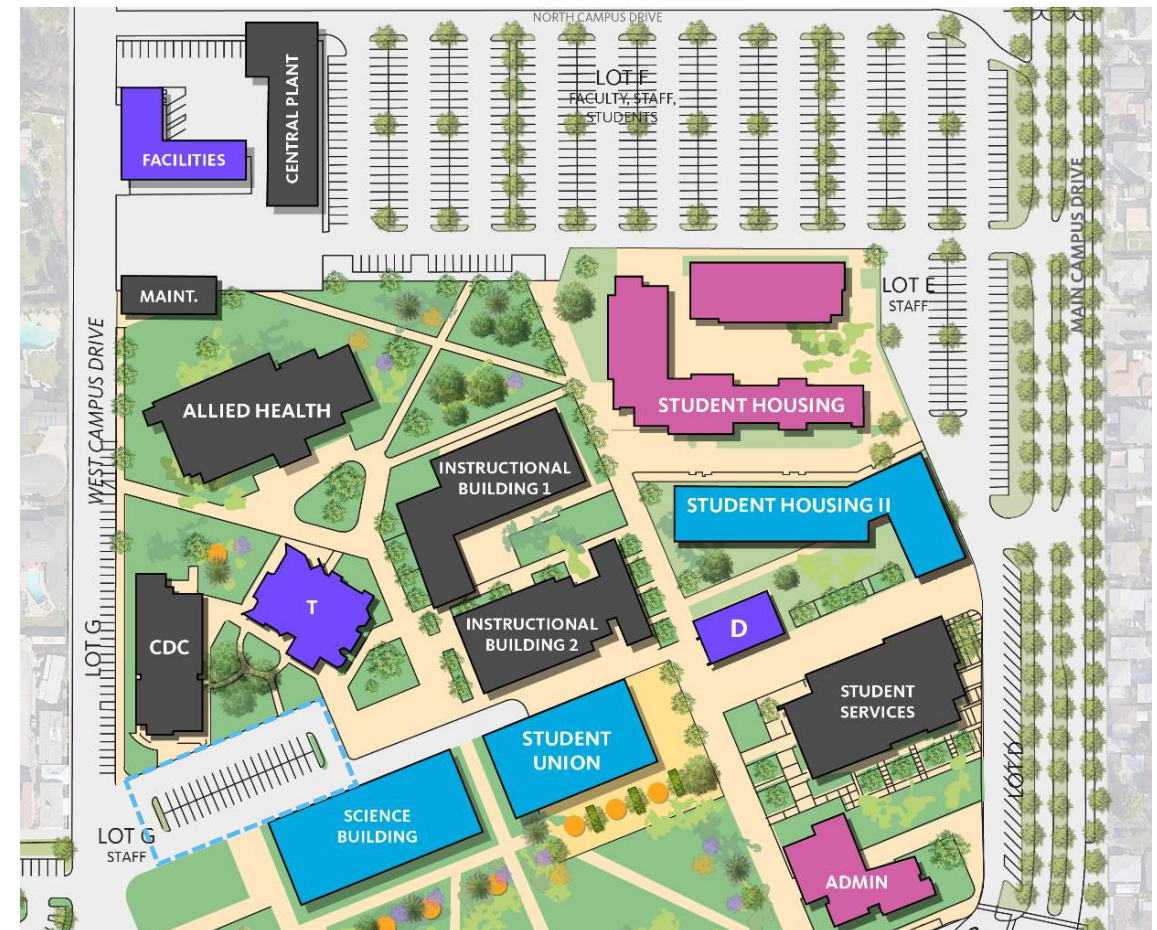 NORTH CAMPUS DRIVE
LOT F
FACULTY, STAFF,
STUDENTS
CENTRAL PLANT
FACILITIES
MAIN CAMPUS DRIVE
MAINT.
LOT E
STAFF
WEST CAMPUS DRIVE
ALLIED HEALTH
STUDENT HOUSING
INSTRUCTIONAL
BUILDING 1
STUDENT HOUSING II
T
D
CDC
INSTRUCTIONAL
BUILDING 2
LOT G
STUDENT
SERVICES
STUDENT
UNION
LOT D
SCIENCE
BUILDING
LOT G
STAFF
ADMIN